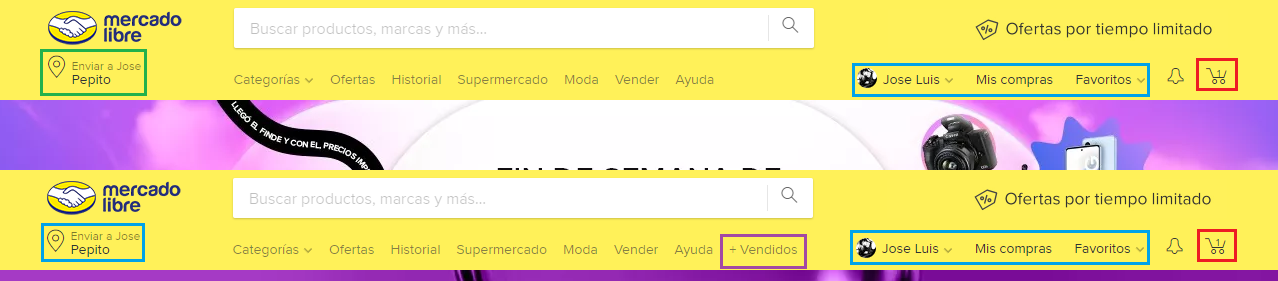 mercado
libre
Buscar productos, marcas y más...
Ofertas por tiempo limitado
Enviar a Jose
Pepito
Categorías Ofertas Historial Supermercado Moda Vender Ayuda
Jose Luis Mis compras Favoritos
1
LLEGÓ EL FINDE Y CON EL, PRECIOS
Canon
FIN DE SEMANA DE
mercado
libre
Buscar productos, marcas y más...
Ofertas por tiempo limitado
Enviar a Jose
Pepito
Categorías Ofertas Historial Supermercado Moda Vender Ayuda + Vendidos
Jose Luis Mis compras Favoritos
1